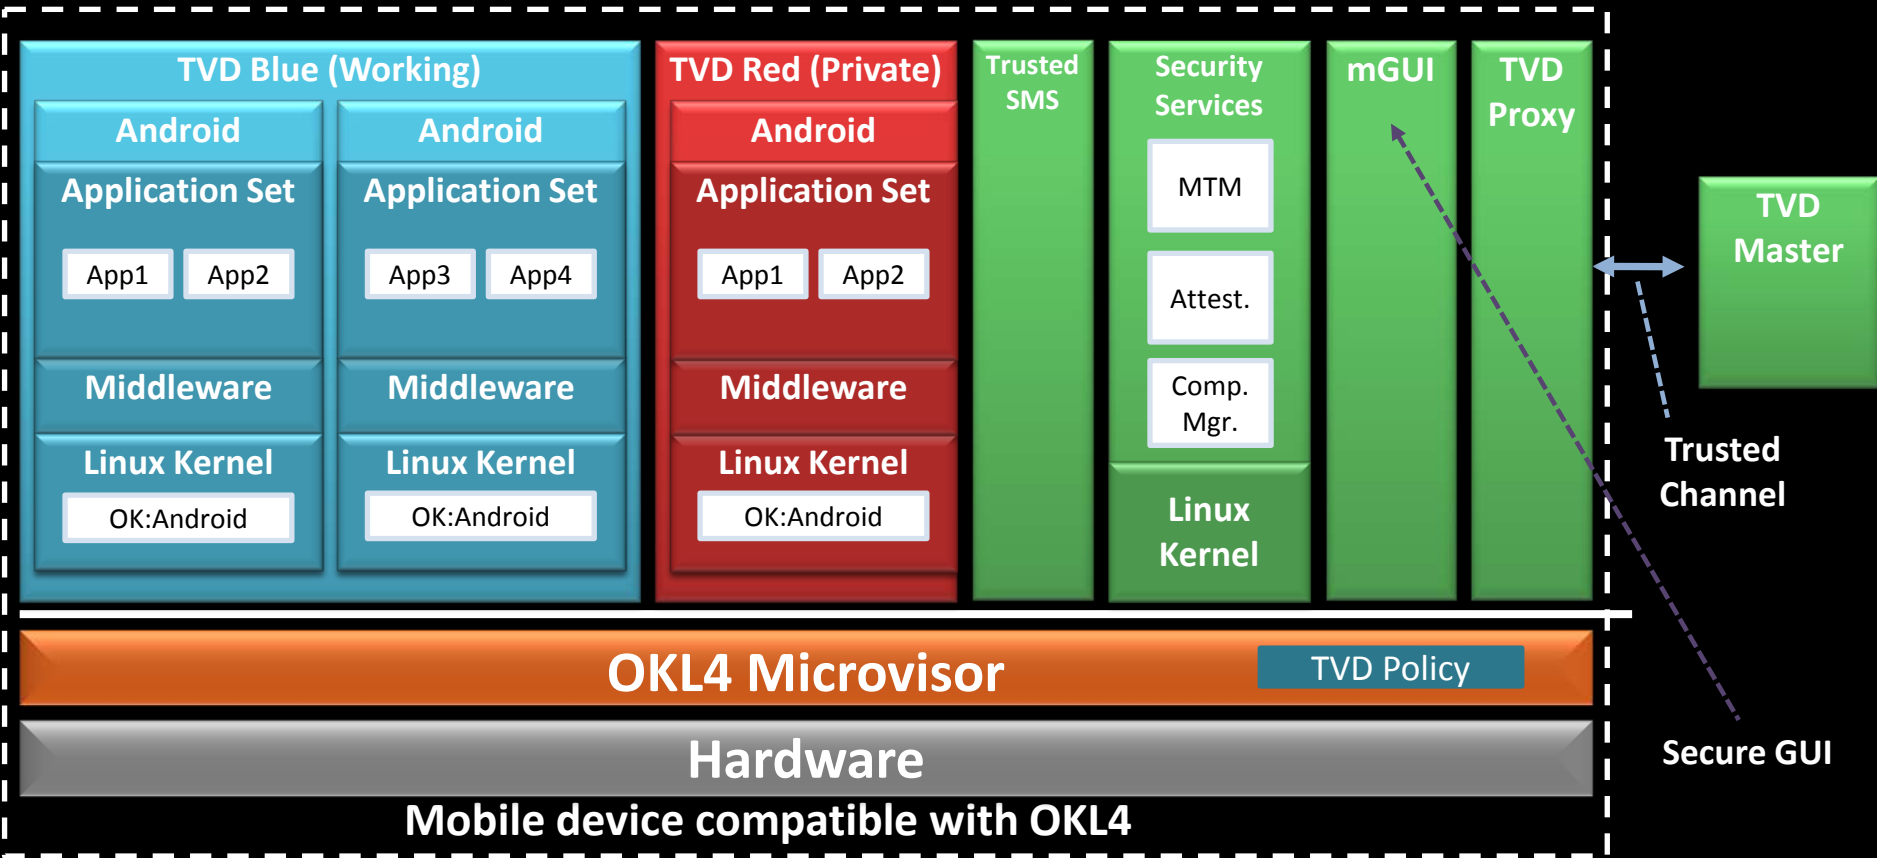 TVD Blue (Working)
Android
Application Set
App1
App2
Middleware
Linux Kernel
OK:Android
Android
Application Set
App3
App4
Middleware
Linux Kernel
OK:Android
TVD Red (Private)
Android
Application Set
App1
App2
Middleware
Linux Kernel
OK:Android
Trusted
SMS
Security
Services
MTM
Attest.
Comp.
Mgr.
Linux
Kernel
mGUI
TVD
Proxy
TVD
Master
Trusted
Channel
OKL4 Microvisor
TVD Policy
Hardware
Secure GUI
Mobile device compatible with OKL4